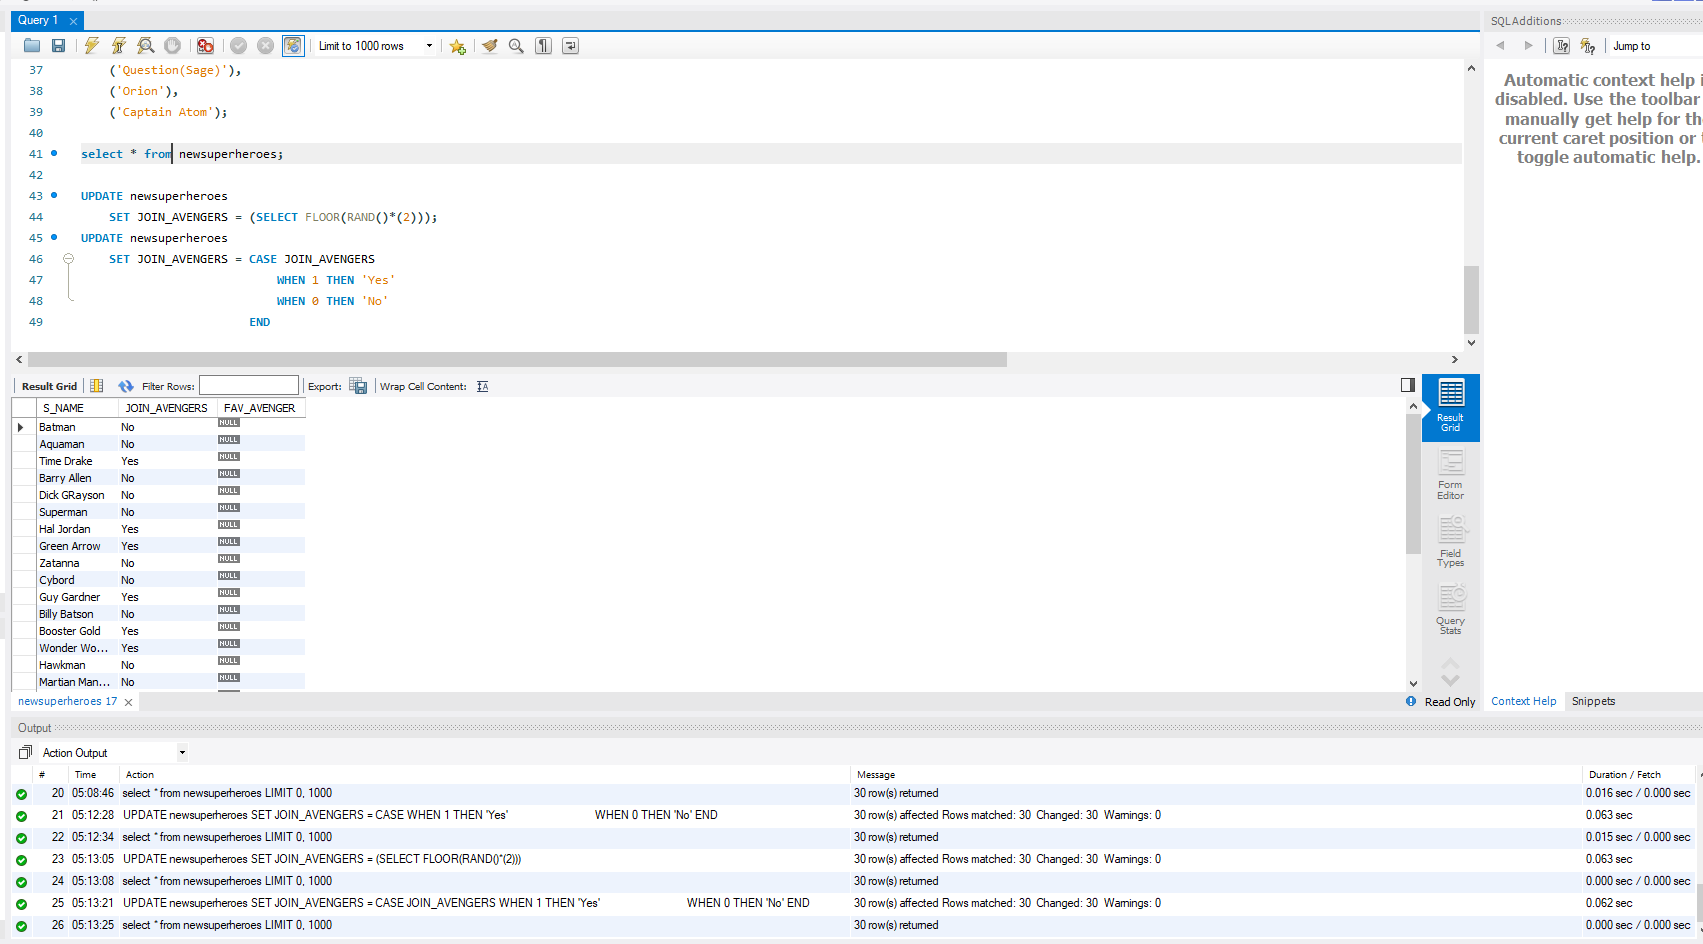 Query 1
Limit to 1000 rows
37 ('Question(Sage)'),
38 ('Orion'),
39 ('Captain Atom');
40
41 select * from newsuperheroes;
42
43 UPDATE newsuperheroes
44 SET JOIN_AVENGERS = (SELECT FLOOR(RAND()*(2)));
45 UPDATE newsuperheroes
46 SET JOIN_AVENGERS = CASE JOIN_AVENGERS
47 WHEN 1 THEN 'Yes'
48 WHEN 0 THEN 'No'
49 END
Result Grid Filter Rows: Export: Wrap Cell Content:
S_NAME JOIN_AVENGERS FAV_AVENGER
Batman No NULL
Aquaman No NULL
Time Drake Yes NULL
Barry Allen No NULL
Dick GRayson No NULL
Superman No NULL
Hal Jordan Yes NULL
Green Arrow Yes NULL
Zatanna No NULL
Cybord No NULL
Guy Gardner Yes NULL
Billy Batson No NULL
Booster Gold Yes NULL
Wonder Wo... Yes NULL
Hawkman No NULL
Martian Man... No NULL
Result
Grid
Form
Editor
Field
Types
Query
Stats
newsuperheroes 17
Read Only
SQLAdditions
Jump to
Automatic context help i
disabled. Use the toolbar
manually get help for the
current caret position or t
toggle automatic help.
Context Help Snippets
Output
Action Output
# Time Action Message Duration / Fetch
20 05:08:46 select * from newsuperheroes LIMIT 0, 1000 30 row(s) returned 0.016 sec / 0.000 sec
21 05:12:28 UPDATE newsuperheroes SET JOIN_AVENGERS = CASE WHEN 1 THEN 'Yes' WHEN 0 THEN 'No' END 30 row(s) affected Rows matched: 30 Changed: 30 Warnings: 0 0.063 sec
22 05:12:34 select * from newsuperheroes LIMIT 0, 1000 30 row(s) returned 0.015 sec / 0.000 sec
23 05:13:05 UPDATE newsuperheroes SET JOIN_AVENGERS = (SELECT FLOOR(RAND()*(2))) 30 row(s) affected Rows matched: 30 Changed: 30 Warnings: 0 0.063 sec
24 05:13:08 select * from newsuperheroes LIMIT 0, 1000 30 row(s) returned 0.000 sec / 0.000 sec
25 05:13:21 UPDATE newsuperheroes SET JOIN_AVENGERS = CASE JOIN_AVENGERS WHEN 1 THEN 'Yes' WHEN 0 THEN 'No' END 30 row(s) affected Rows matched: 30 Changed: 30 Warnings: 0 0.062 sec
26 05:13:25 select * from newsuperheroes LIMIT 0, 1000 30 row(s) returned 0.000 sec / 0.000 sec